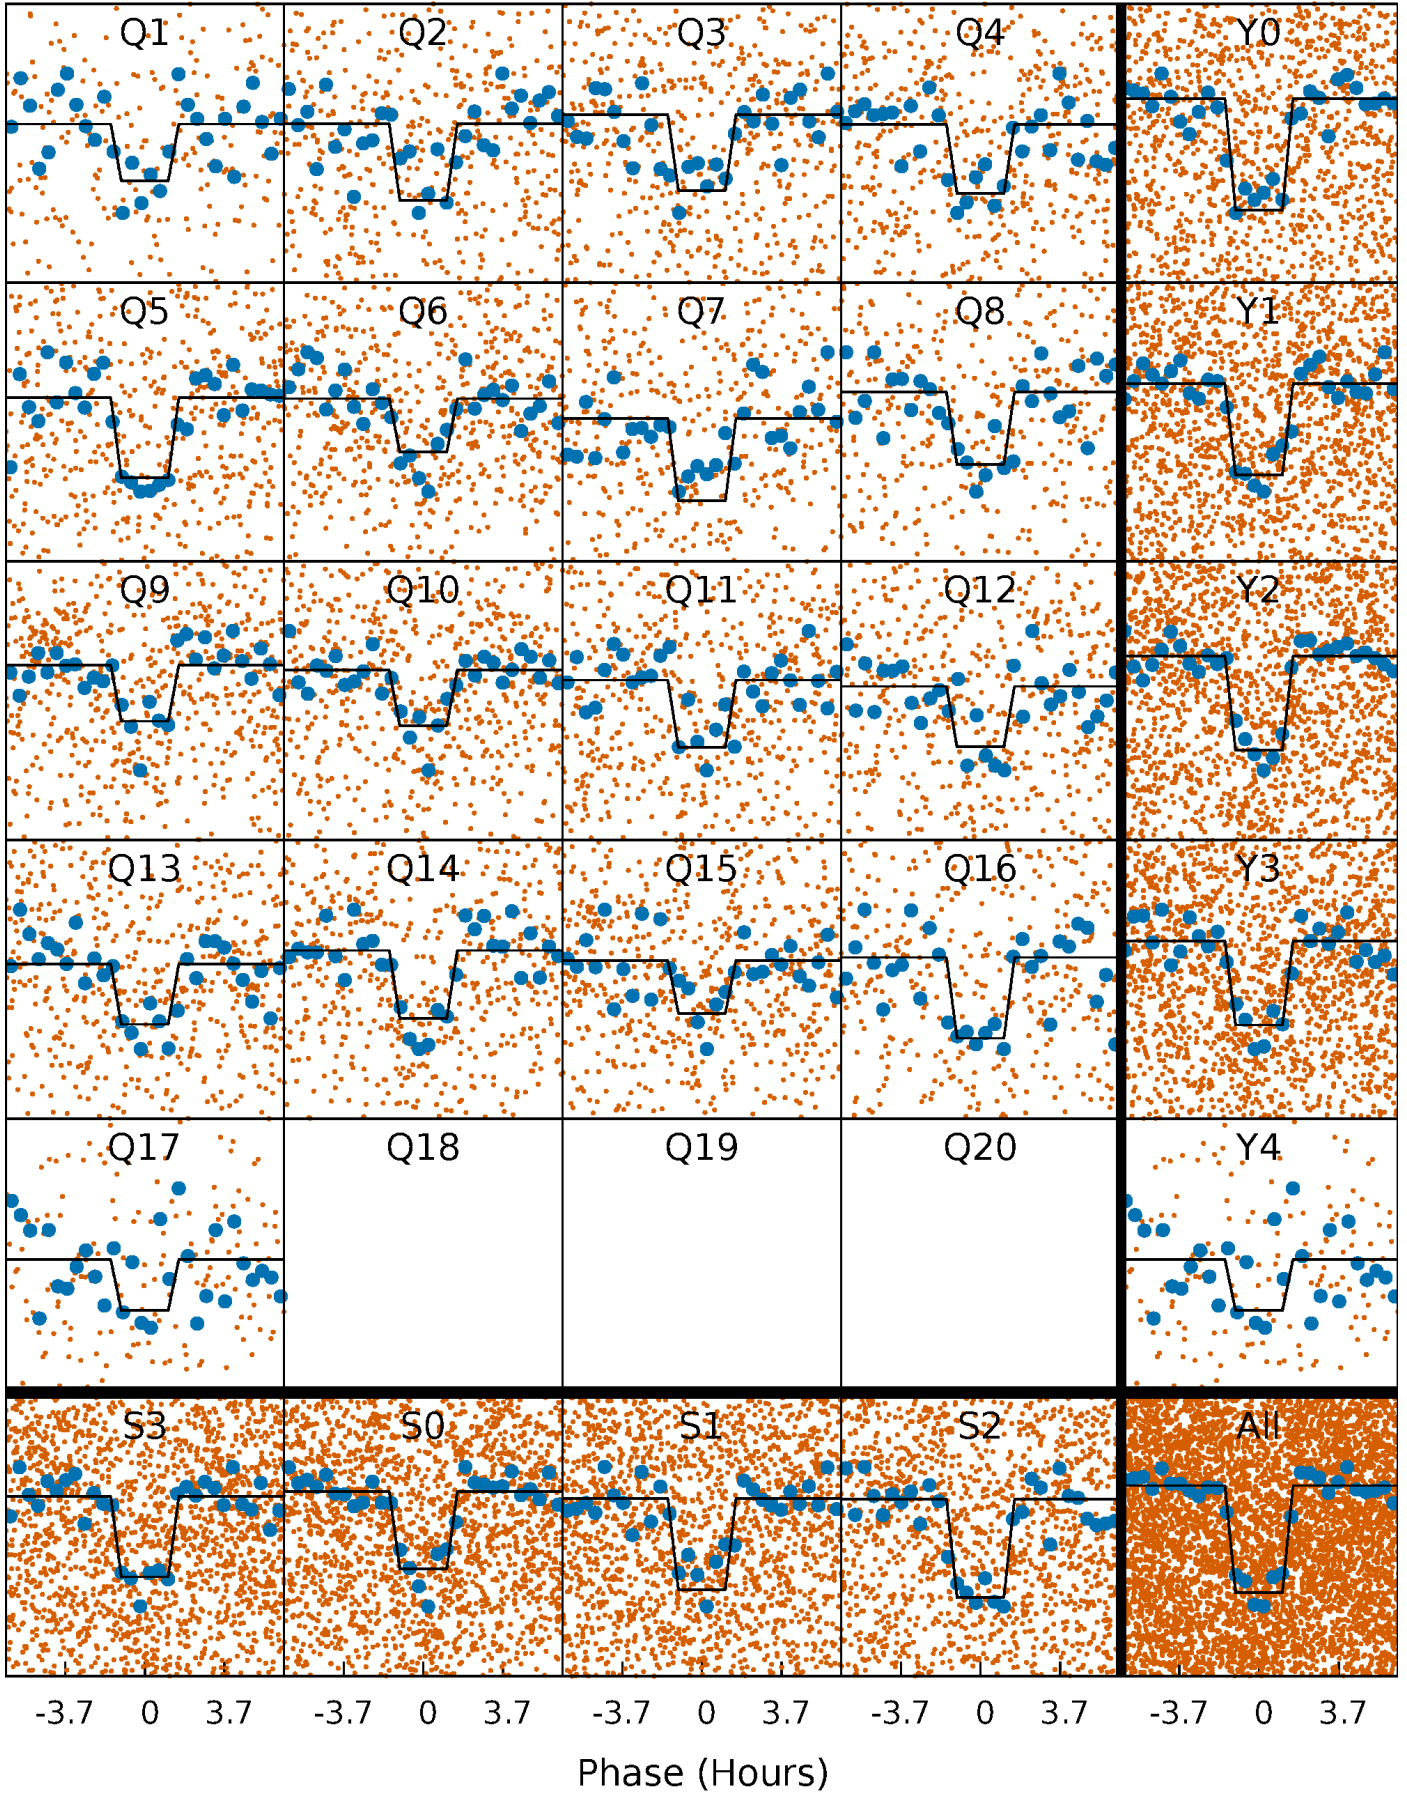 Q1 Q2 Q3 Q4 Y0
Q5 Q6 Q7 Q8 Y1
Q9 Q10 Q11 Q12 Y2
Q13 Q14 Q15 Q16 Y3
Q17 Q18 Q19 Q20 Y4
S3 S0 S1 S2 All
-3.7 0 3.7 -3.7 0 3.7 -3.7 0 3.7 -3.7 0 3.7 -3.7 0 3.7
Phase (Hours)